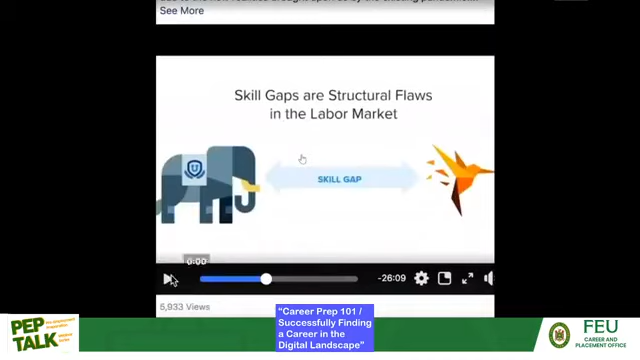 See More
Skill Gaps are Structural Flaws
in the Labor Market
SKILL GAP
0:00
-26:09
5,933 Views
PEP
TALK
"Career Prep 101 /
Successfully Finding
a Career in the
Digital Landscape"
FEU
CAREER AND
PLACEMENT OFFICE